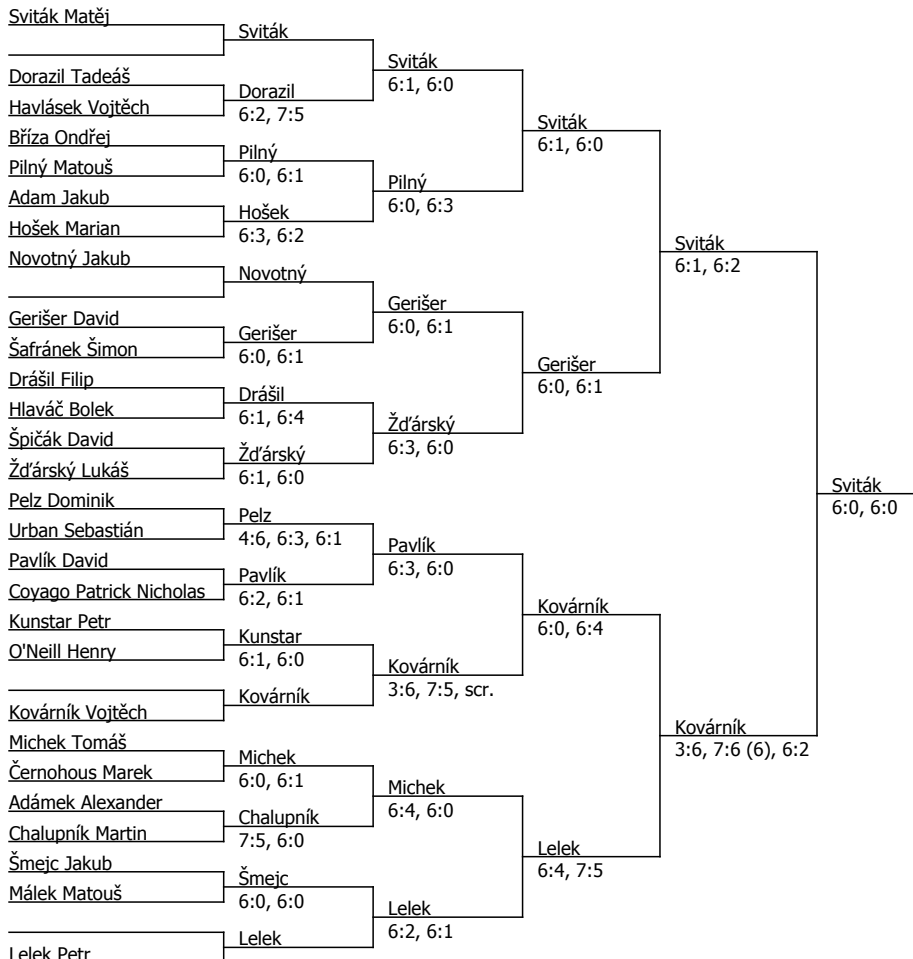 Sviták Matěj
Dorazil Tadeáš
Havlásek Vojtěch
Bříza Ondřej
Pilný Matouš
Adam Jakub
Hošek Marian
Novotný Jakub
Gerišer David
Šafránek Šimon
Drášil Filip
Hlaváč Bolek
Špičák David
Žďárský Lukáš
Pelz Dominik
Urban Sebastián
Pavlík David
Coyago Patrick Nicholas
Kunstar Petr
O'Neill Henry
Kovárník Vojtěch
Michek Tomáš
Černohous Marek
Adámek Alexander
Chalupník Martin
Šmejc Jakub
Málek Matouš
Lelek Petr
Sviták
Dorazil
6:2, 7:5
Pilný
6:0, 6:1
Hošek
6:3, 6:2
Novotný
Gerišer
6:0, 6:1
Drášil
6:1, 6:4
Žďárský
6:1, 6:0
Pelz
4:6, 6:3, 6:1
Pavlík
6:2, 6:1
Kunstar
6:1, 6:0
Kovárník
Michek
6:0, 6:1
Chalupník
7:5, 6:0
Šmejc
6:0, 6:0
Lelek
Sviták
6:1, 6:0
Pilný
6:0, 6:3
Gerišer
6:0, 6:1
Žďárský
6:3, 6:0
Pavlík
6:3, 6:0
Kovárník
3:6, 7:5, scr.
Michek
6:4, 6:0
Lelek
6:2, 6:1
Sviták
6:1, 6:0
Gerišer
6:0, 6:1
Kovárník
6:0, 6:4
Lelek
6:4, 7:5
Sviták
6:1, 6:2
Kovárník
3:6, 7:6 (6), 6:2
Sviták
6:0, 6:0